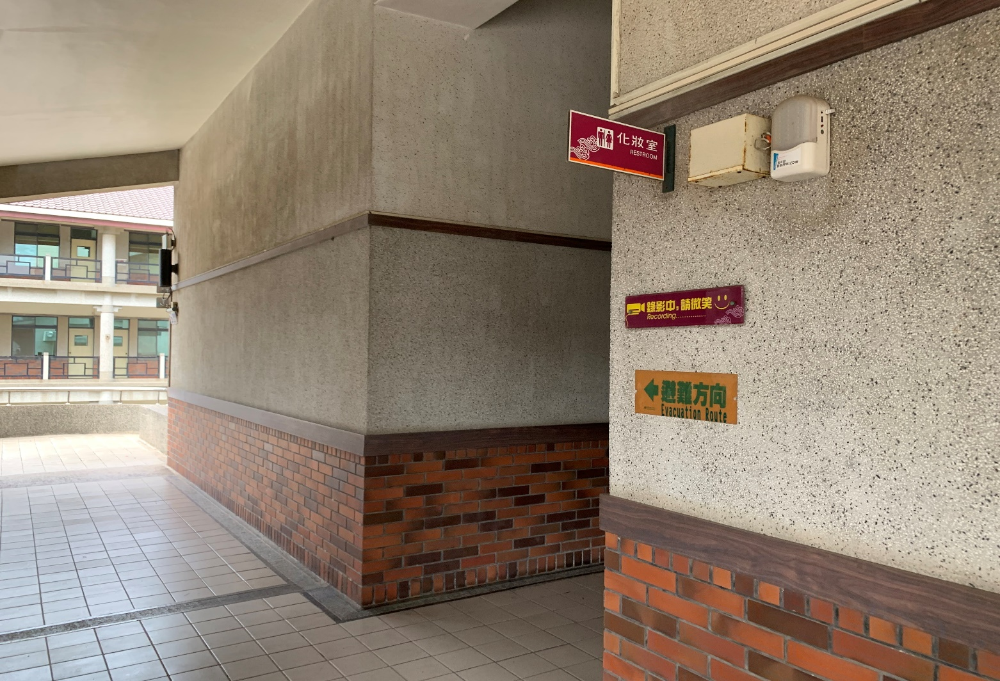 化妝室
RESTROOM
錄影中，請微笑
Recording..................
避難方向
Evacuation Route